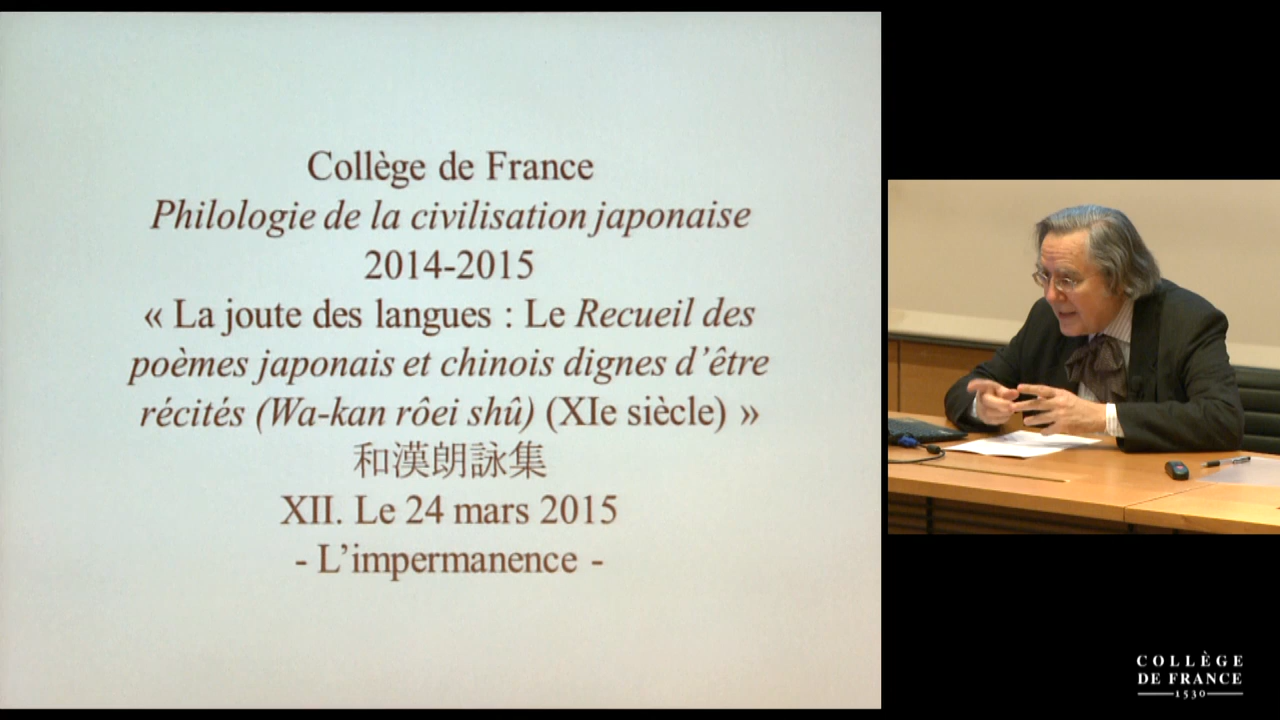 Collège de France
Philologie de la civilisation japonaise
2014-2015
« La joute des langues : Le Recueil des
poèmes japonais et chinois dignes d’être
récités (Wa-kan rôei shû) (XIe siècle) »
和漢朗詠集
XII. Le 24 mars 2015
- L’impermanence -
COLLÈGE
DE FRANCE
1530